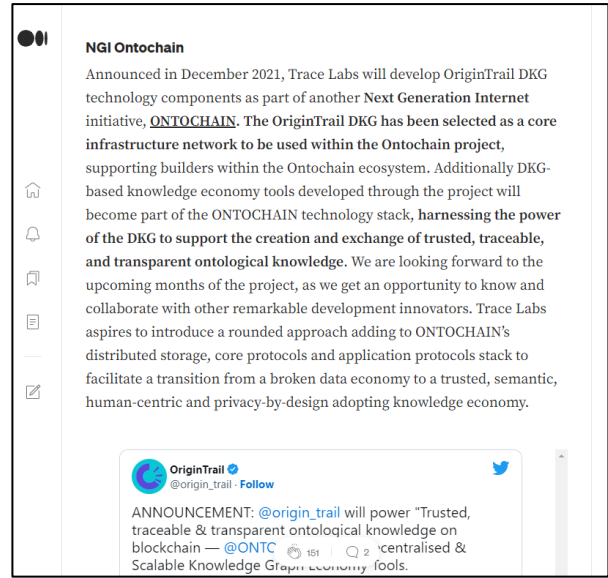 NGI Ontochain
Announced in December 2021, Trace Labs will develop OriginTrail DKG
technology components as part of another Next Generation Internet
initiative, ONTOCHAIN. The OriginTrail DKG has been selected as a core
infrastructure network to be used within the Ontochain project,
supporting builders within the Ontochain ecosystem. Additionally DKG-
based knowledge economy tools developed through the project will
become part of the ONTOCHAIN technology stack, harnessing the power
of the DKG to support the creation and exchange of trusted, traceable,
and transparent ontological knowledge. We are looking forward to the
upcoming months of the project, as we get an opportunity to know and
collaborate with other remarkable development innovators. Trace Labs
aspires to introduce a rounded approach adding to ONTOCHAIN’s
distributed storage, core protocols and application protocols stack to
facilitate a transition from a broken data economy to a trusted, semantic,
human-centric and privacy-by-design adopting knowledge economy.
OriginTrail
@origin_trail · Follow
ANNOUNCEMENT: @origin_trail will power "Trusted,
traceable & transparent ontological knowledge on
blockchain — @ONTC centralised &
151 2
Scalable Knowledge Graph Economy Tools.